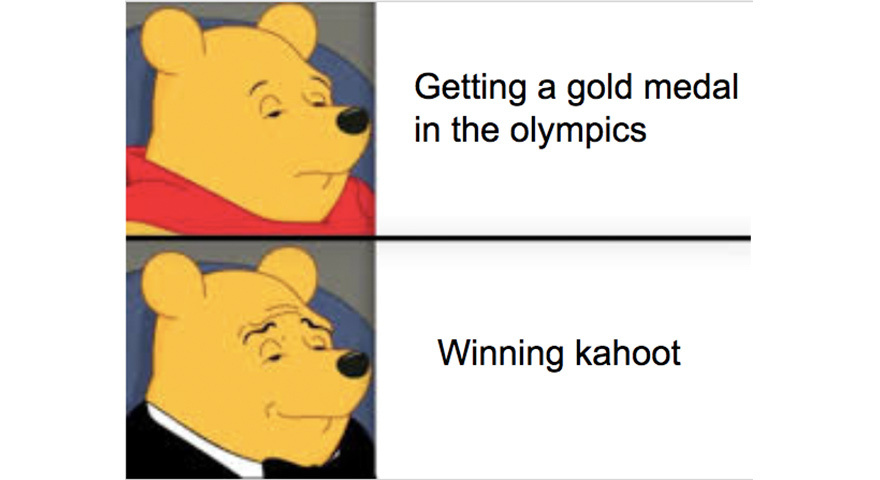 Getting a gold medal
in the olympics
Winning kahoot